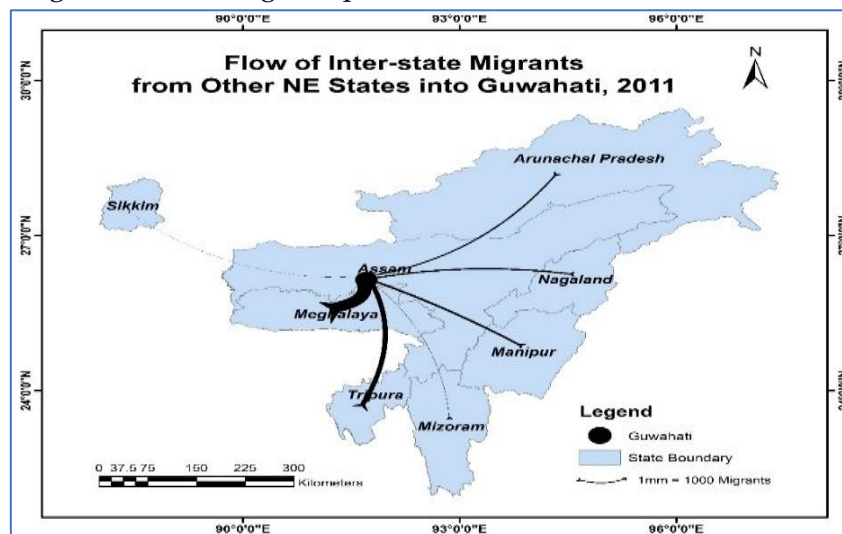 90°0'0"E 93°0'0"E 96°0'0"E
Flow of Inter-state Migrants
from Other NE States into Guwahati, 2011
N
30°0'0"N
Arunachal Pradesh
Sikkim
27°0'0"N
27°0'0"N
Assam
Nagaland
Meghalaya
Manipur
24°0'0"N
Tripura
Mizoram
Legend
Guwahati
State Boundary
1mm = 1000 Migrants
0 37.5 75 150 225 300
Kilometers
90°0'0"E 93°0'0"E 96°0'0"E